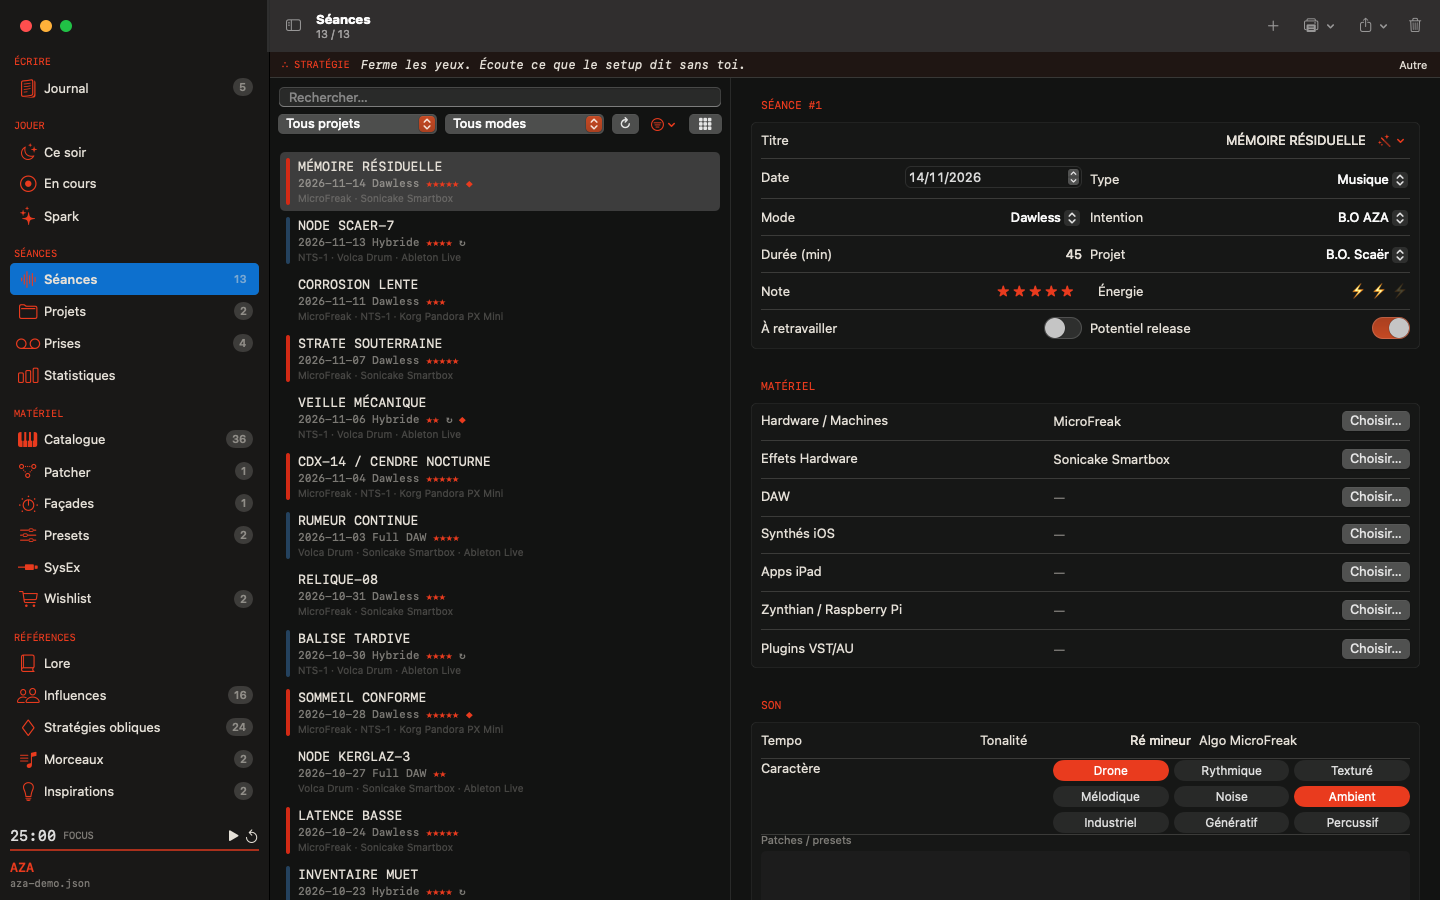 ÉCRIRE
Journal 5
JOUER
Ce soir
En cours
Spark
SÉANCES
Séances 13
Projets 2
Prises 4
Statistiques
MATÉRIEL
Catalogue 36
Patcher 1
Façades 1
Presets 2
SysEx
Wishlist 2
RÉFÉRENCES
Lore
Influences 16
Stratégies obliques 24
Morceaux 2
Inspirations 2
25:00 FOCUS
AZA
aza-demo.json
Séances
13 / 13
STRATÉGIE Ferme les yeux. Écoute ce que le setup dit sans toi. Autre
Rechercher...
Tous projets Tous modes
MÉMOIRE RÉSIDUELLE
2026-11-14 Dawless ★★★★★ ◆
MicroFreak · Sonicake Smartbox
NODE SCAER-7
2026-11-13 Hybride ★★★★ ↻
NTS-1 · Volca Drum · Ableton Live
CORROSION LENTE
2026-11-11 Dawless ★★★
MicroFreak · NTS-1 · Korg Pandora PX Mini
STRATE SOUTERRAINE
2026-11-07 Dawless ★★★★★
MicroFreak · Sonicake Smartbox
VEILLE MÉCANIQUE
2026-11-06 Hybride ★★ ↻ ◆
NTS-1 · Volca Drum · Ableton Live
CDX-14 / CENDRE NOCTURNE
2026-11-04 Dawless ★★★★★
MicroFreak · NTS-1 · Korg Pandora PX Mini
RUMEUR CONTINUE
2026-11-03 Full DAW ★★★★
Volca Drum · Sonicake Smartbox · Ableton Live
RELIQUE-08
2026-10-31 Dawless ★★★
MicroFreak · Sonicake Smartbox
BALISE TARDIVE
2026-10-30 Hybride ★★★★ ↻
NTS-1 · Volca Drum · Ableton Live
SOMMEIL CONFORME
2026-10-28 Dawless ★★★★★ ◆
MicroFreak · NTS-1 · Korg Pandora PX Mini
NODE KERGLAZ-3
2026-10-27 Full DAW ★★
Volca Drum · Sonicake Smartbox · Ableton Live
LATENCE BASSE
2026-10-24 Dawless ★★★★★
MicroFreak · Sonicake Smartbox
INVENTAIRE MUET
2026-10-23 Hybride ★★★★ ↻
SÉANCE #1
Titre MÉMOIRE RÉSIDUELLE
Date 14/11/2026 Type Musique
Mode Dawless Intention B.O AZA
Durée (min) 45 Projet B.O. Scaër
Note ★★★★★ Énergie
À retravailler Potentiel release
MATÉRIEL
Hardware / Machines MicroFreak Choisir...
Effets Hardware Sonicake Smartbox Choisir...
DAW — Choisir...
Synthés iOS — Choisir...
Apps iPad — Choisir...
Zynthian / Raspberry Pi — Choisir...
Plugins VST/AU — Choisir...
SON
Tempo Tonalité Ré mineur Algo MicroFreak
Caractère Drone Rythmique Texturé
Mélodique Noise Ambient
Industriel Génératif Percussif
Patches / presets